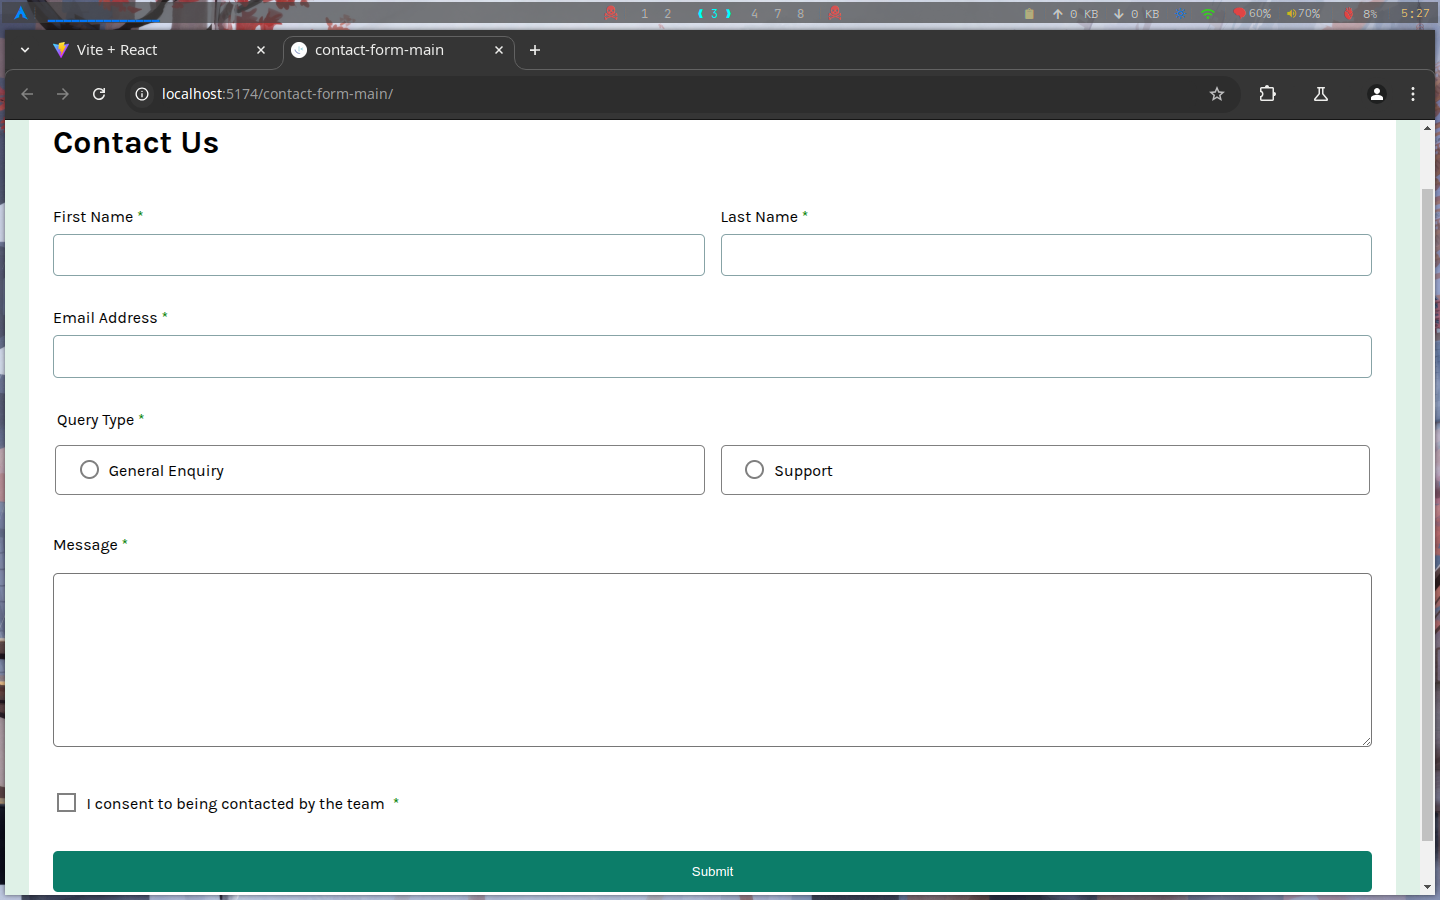 1 2 3 4 7 8 0 KB 0 KB 60% 70% 8% 5:27
Vite + React contact-form-main
localhost:5174/contact-form-main/
Contact Us
First Name * Last Name *
Email Address *
Query Type *
General Enquiry Support
Message *
I consent to being contacted by the team *
Submit